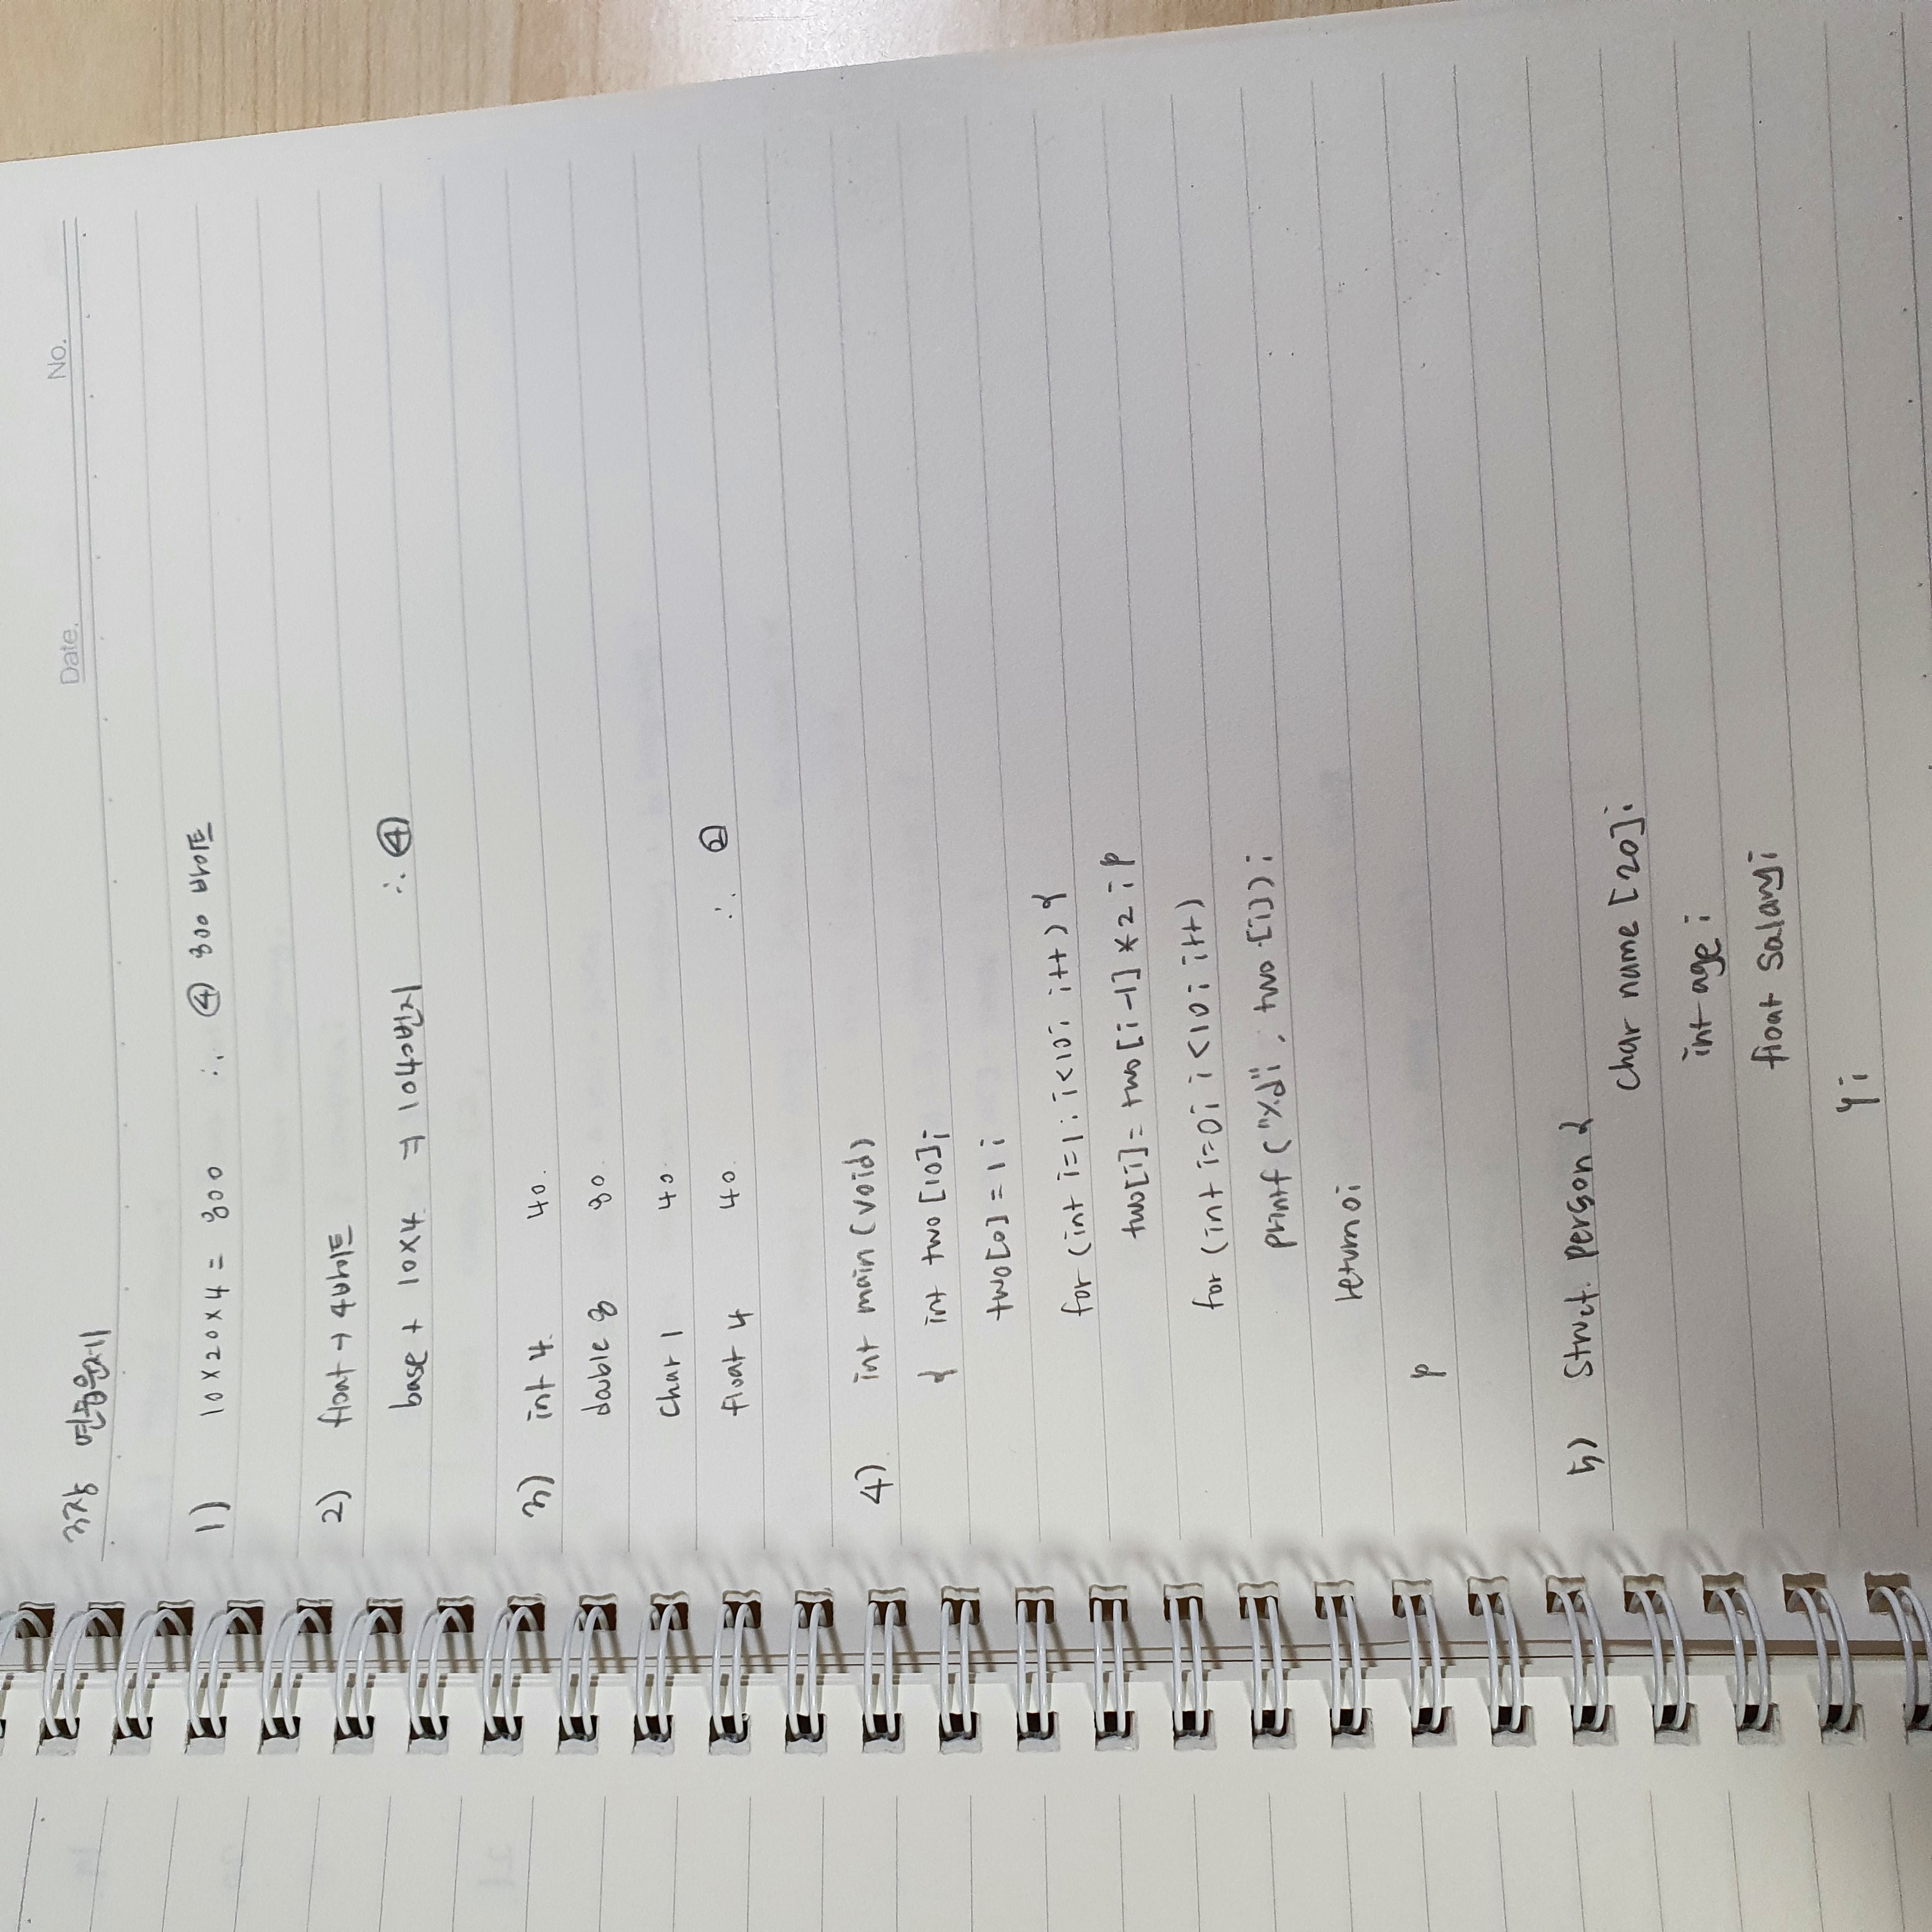 3장 연습문제
Date. No.
1) 10×20×4 = 800 ∴ ④ 800 바이트
2) float → 4바이트
base + 10×4 ⇒ 1040번지 ∴ ④
3) int 4. 40.
double 8 80.
char 1 40
float 4 40. ∴ ②
4) int main (void)
{ int two [10];
two[0] = 1;
for (int i=1; i<10; i++) {
two[i] = two[i-1] * 2; }
for (int i=0; i<10; i++)
printf ("%d", two[i]);
return 0;
}
5) Struct. person {
char name [20];
int age;
float salary;
};